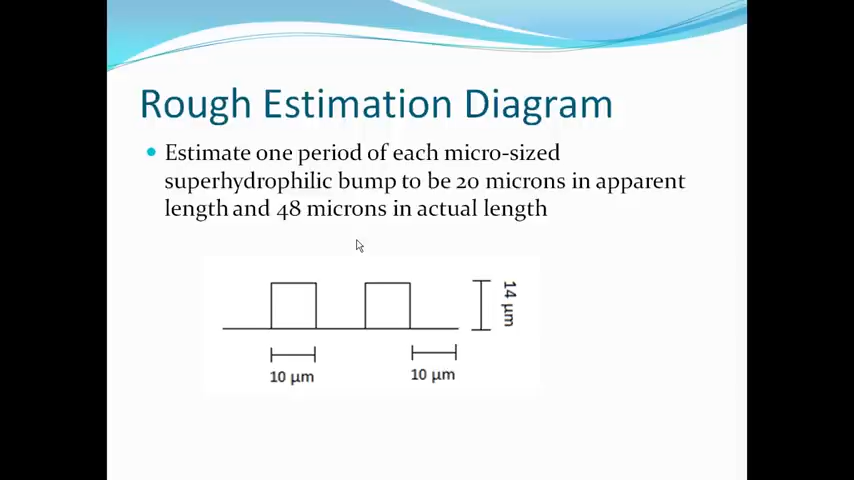 Rough Estimation Diagram
Estimate one period of each micro-sized
superhydrophilic bump to be 20 microns in apparent
length and 48 microns in actual length
14 μm
10 μm
10 μm